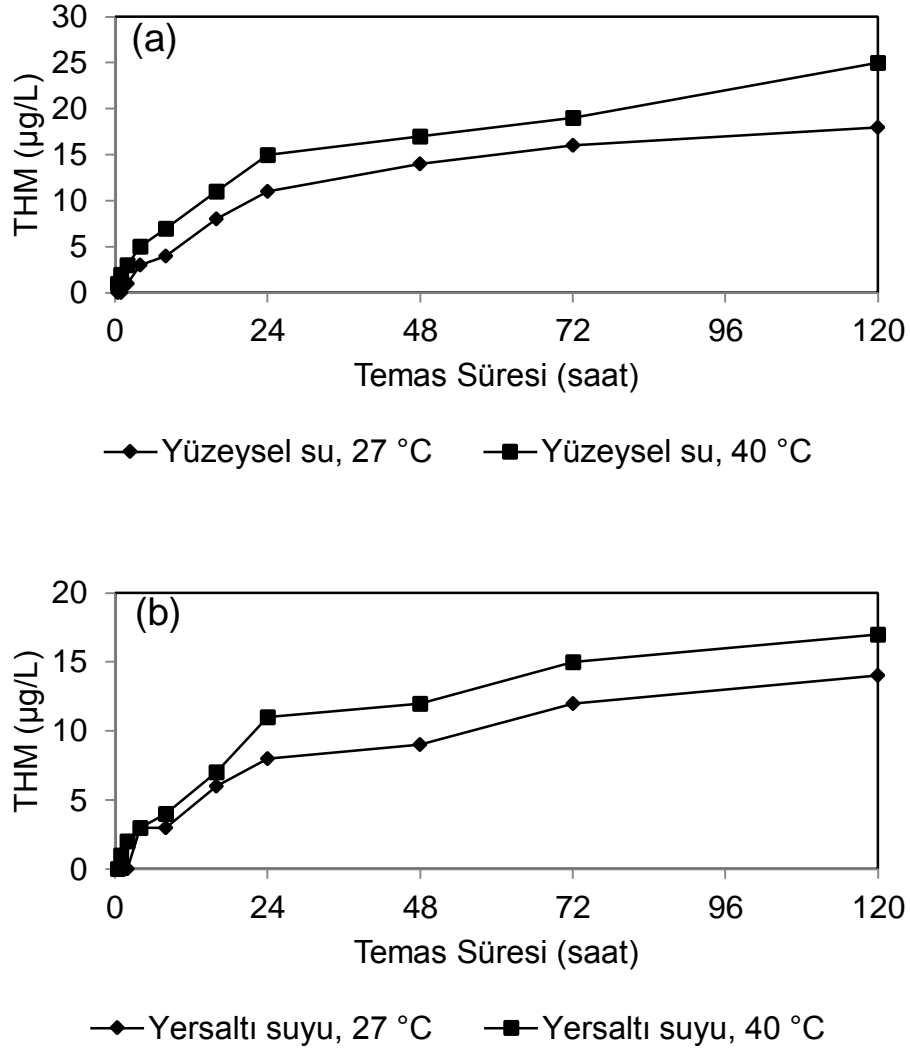 (a)
30
25
20
15
10
5
0
THM (µg/L)
0 24 48 72 96 120
Temas Süresi (saat)
Yüzeysel su, 27 °C Yüzeysel su, 40 °C
(b)
20
15
10
5
0
THM (µg/L)
0 24 48 72 96 120
Temas Süresi (saat)
Yersaltı suyu, 27 °C Yersaltı suyu, 40 °C